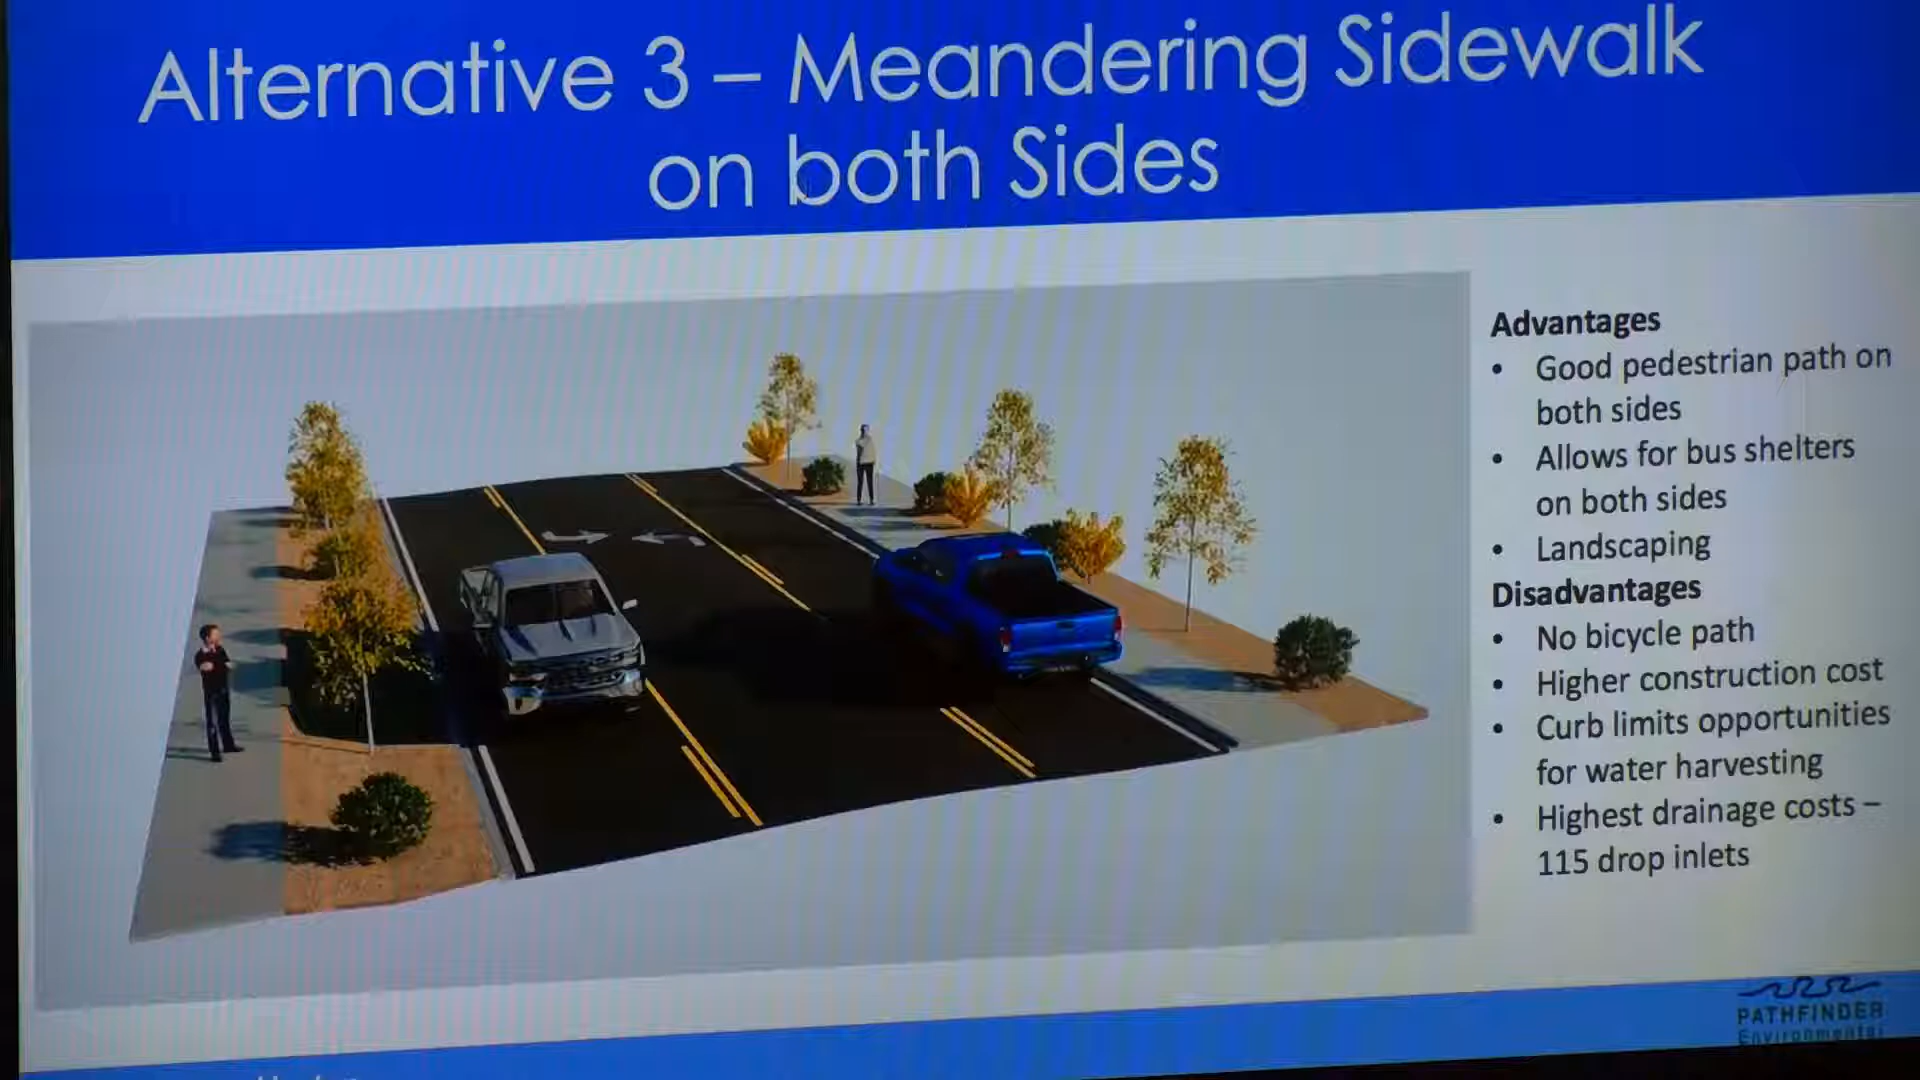 Alternative 3 – Meandering Sidewalk
on both Sides
Advantages
• Good pedestrian path on
both sides
• Allows for bus shelters
on both sides
• Landscaping
Disadvantages
• No bicycle path
• Higher construction cost
• Curb limits opportunities
for water harvesting
• Highest drainage costs –
115 drop inlets
PATHFINDER
Environmental